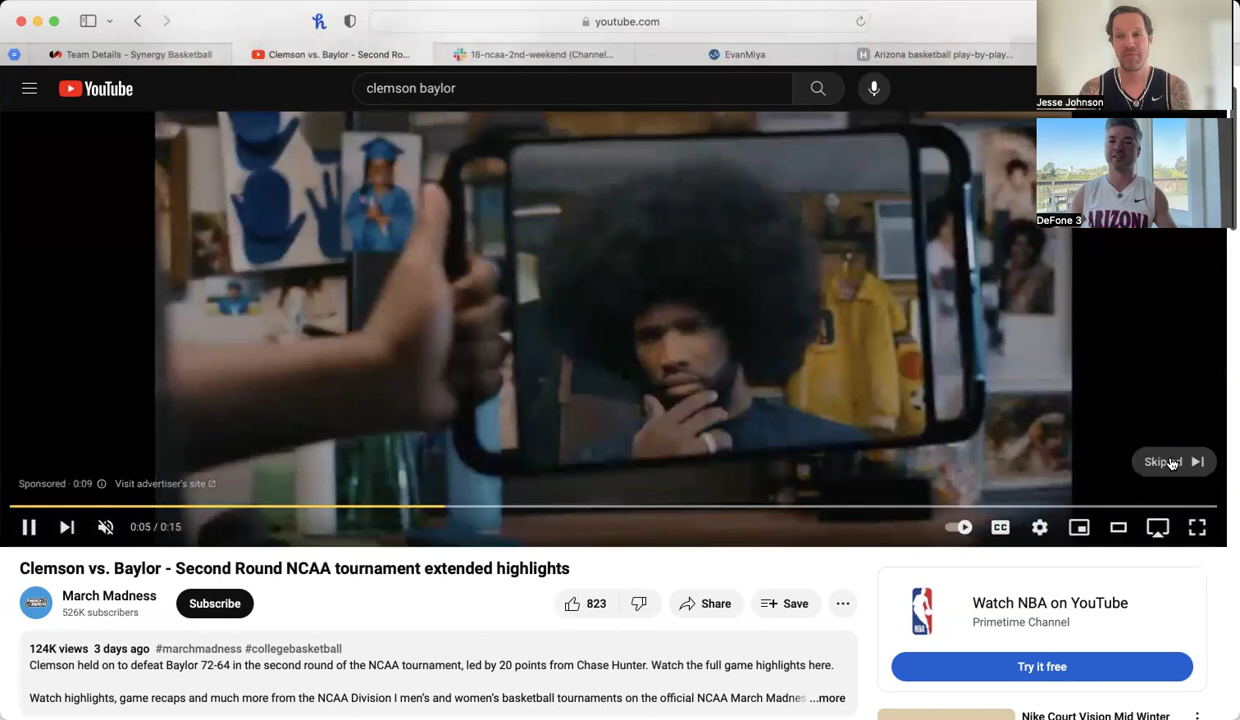 youtube.com
Team Details - Synergy Basketball
Clemson vs. Baylor - Second Ro...
18-ncaa-2nd-weekend (Channel...
EvanMiya
Arizona basketball play-by-play...
YouTube
clemson baylor
Jesse Johnson
DeFone 3
ARIZONA
Skip
Sponsored · 0:09
Visit advertiser's site
0:05 / 0:15
CC
Clemson vs. Baylor - Second Round NCAA tournament extended highlights
March Madness
526K subscribers
Subscribe
823
Share
Save
124K views 3 days ago #marchmadness #collegebasketball
Clemson held on to defeat Baylor 72-64 in the second round of the NCAA tournament, led by 20 points from Chase Hunter. Watch the full game highlights here.
Watch highlights, game recaps and much more from the NCAA Division I men's and women's basketball tournaments on the official NCAA March Madnes ...more
Watch NBA on YouTube
Primetime Channel
Try it free
Nike Court Vision Mid Winter